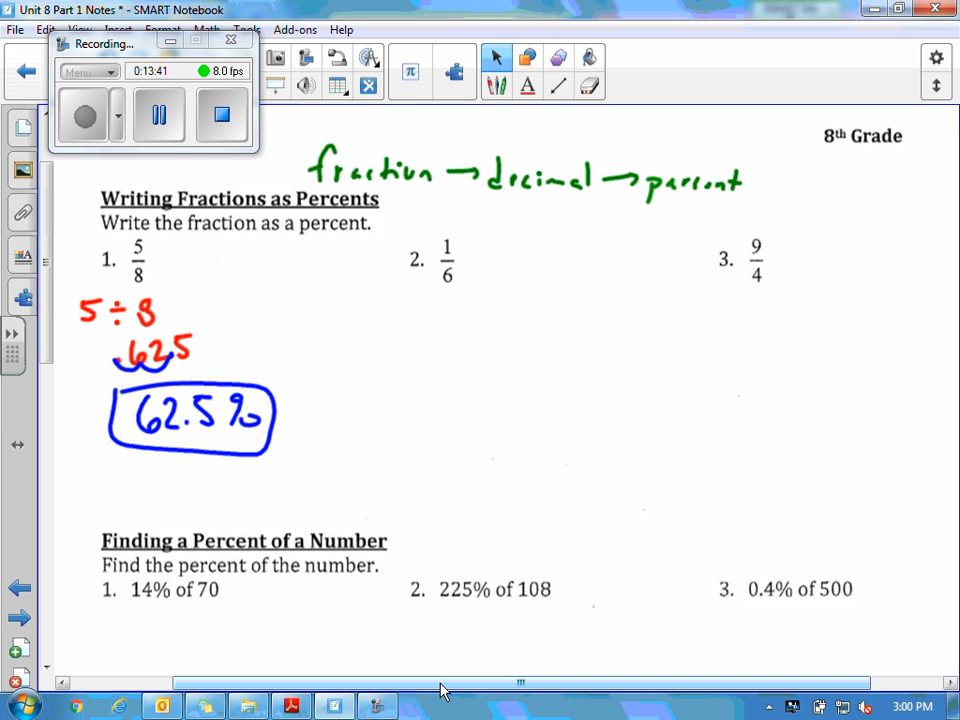 Unit 8 Part 1 Notes * - SMART Notebook
File Edit View Insert Format Math Tools Add-ons Help
Recording...
Menu 0:13:41 8.0 fps
8th Grade
fraction → decimal → percent
Writing Fractions as Percents
Write the fraction as a percent.
1. 5/8 2. 1/6 3. 9/4
5 ÷ 8
.625
62.5%
Finding a Percent of a Number
Find the percent of the number.
1. 14% of 70 2. 225% of 108 3. 0.4% of 500
3:00 PM